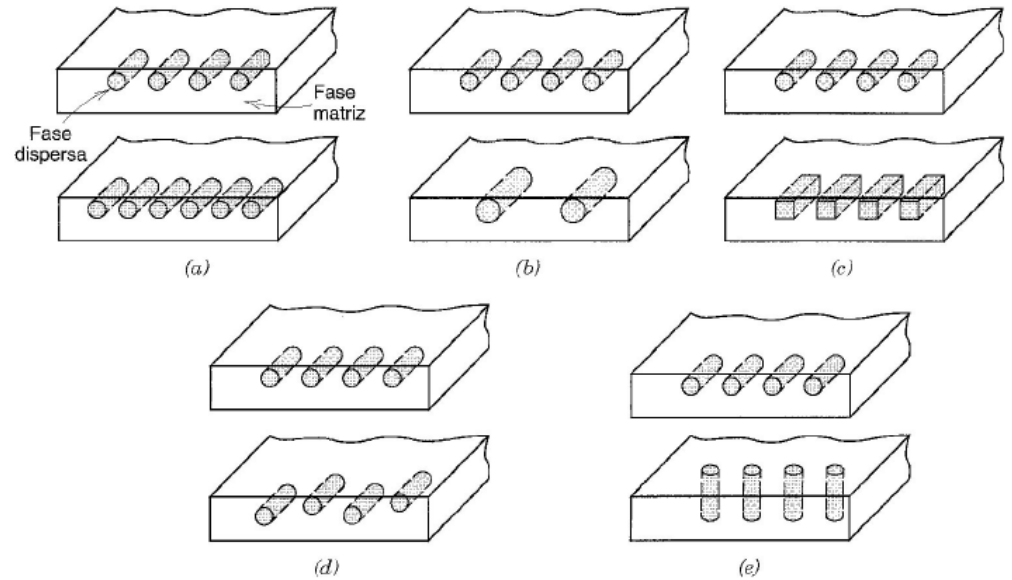 Fase
matriz
Fase
dispersa
(a)
(b)
(c)
(d)
(e)